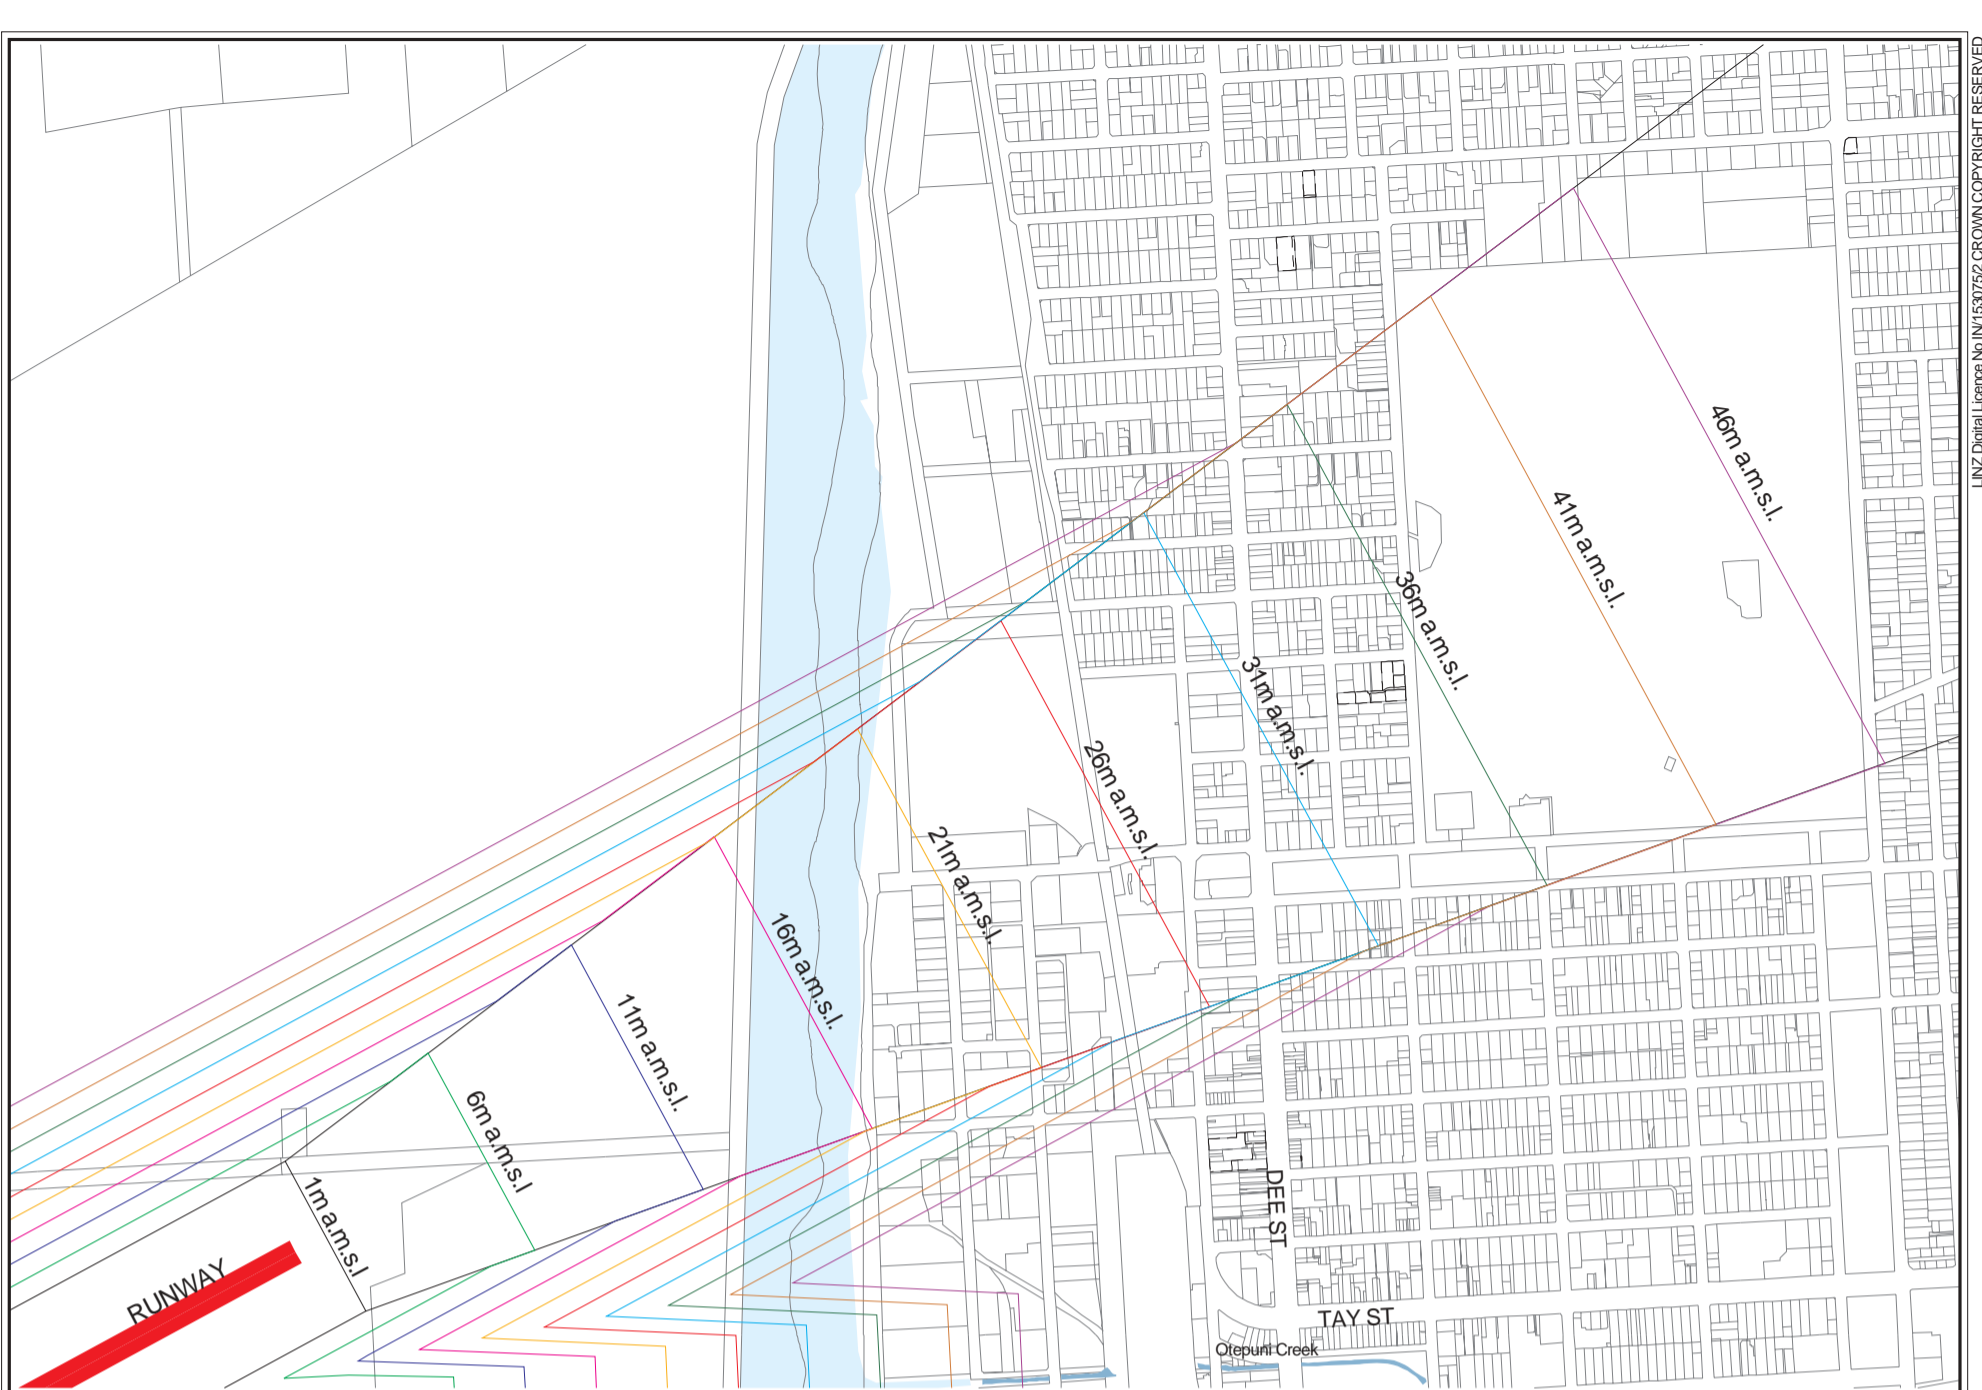 LINZ Digital Licence No IN/153075/2 CROWN COPYRIGHT RESERVED
46m a.m.s.l.
41m a.m.s.l.
36m a.m.s.l.
31m a.m.s.l.
26m a.m.s.l.
21m a.m.s.l.
16m a.m.s.l.
11m a.m.s.l.
6m a.m.s.l
1m a.m.s.l
RUNWAY
DEE ST
TAY ST
Otepuni Creek